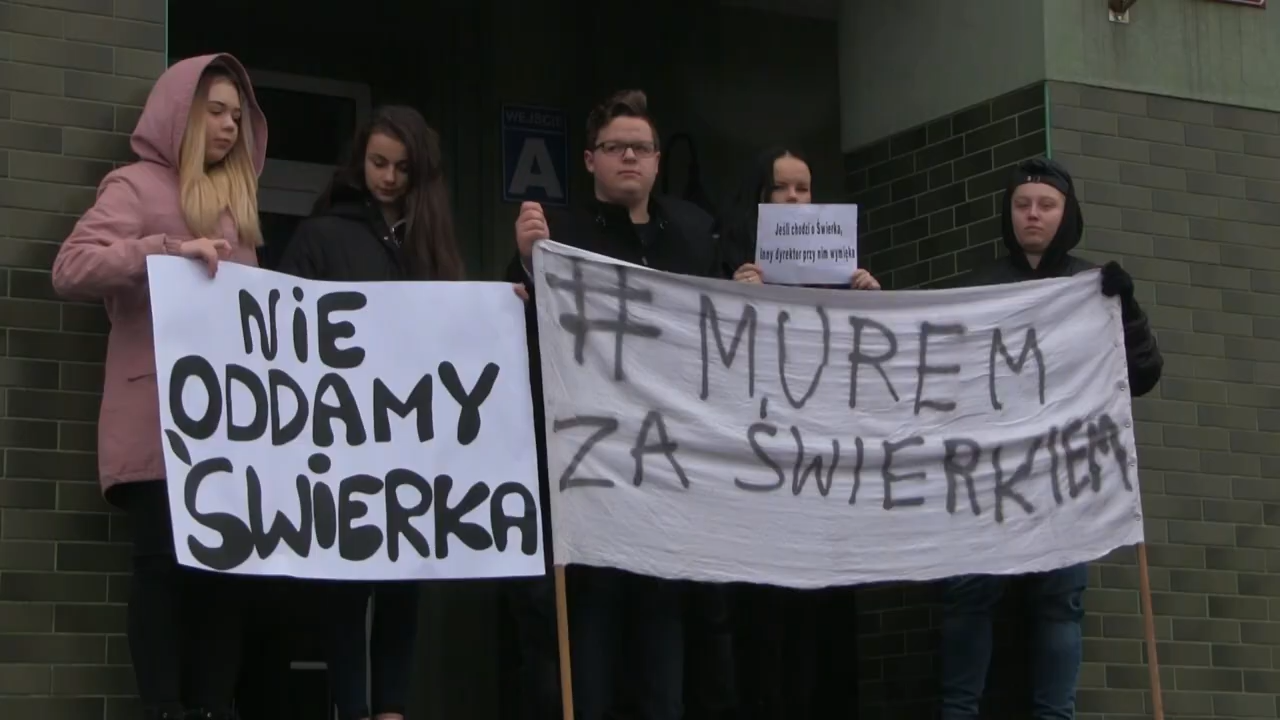 WEJŚCIE
A
Jeśli chodzi o Świerka,
inny dyrektor przy nim wymięka
NiE
ODDAMY
ŚWiERKA
# MUREM
ZA ŚWIERKIEM